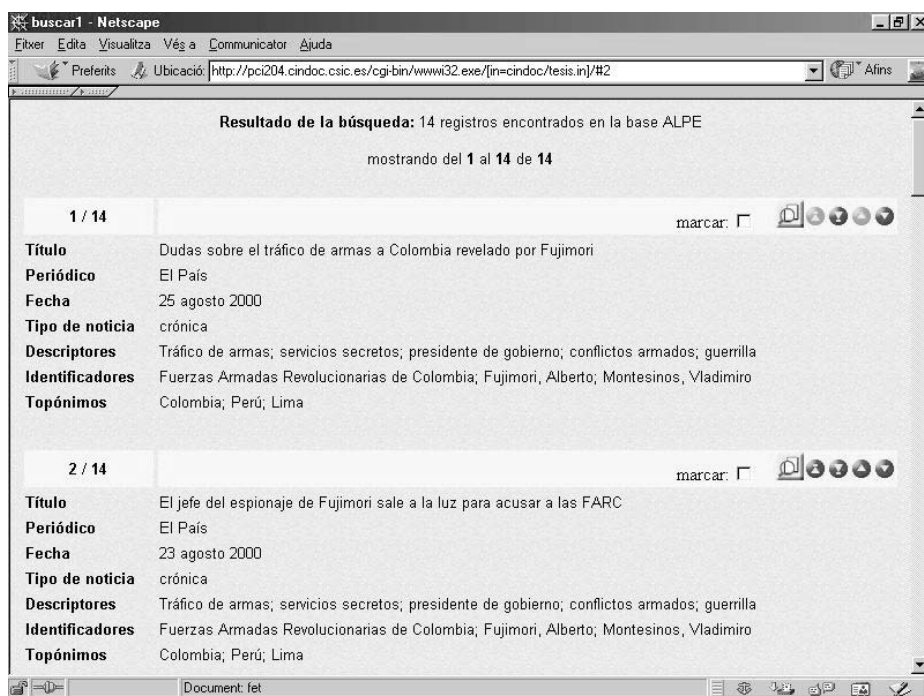 buscar1 - Netscape
Fitxer Edita Visualitza Vés a Communicator Ajuda
Preferits Ubicació: http://pci204.cindoc.csic.es/cgi-bin/wwwi32.exe/[in=cindoc/tesis.in]/#2 Afins
Resultado de la búsqueda: 14 registros encontrados en la base ALPE
mostrando del 1 al 14 de 14
1 / 14 marcar:
Título Dudas sobre el tráfico de armas a Colombia revelado por Fujimori
Periódico El País
Fecha 25 agosto 2000
Tipo de noticia crónica
Descriptores Tráfico de armas; servicios secretos; presidente de gobierno; conflictos armados; guerrilla
Identificadores Fuerzas Armadas Revolucionarias de Colombia; Fujimori, Alberto; Montesinos, Vladimiro
Topónimos Colombia; Perú; Lima
2 / 14 marcar:
Título El jefe del espionaje de Fujimori sale a la luz para acusar a las FARC
Periódico El País
Fecha 23 agosto 2000
Tipo de noticia crónica
Descriptores Tráfico de armas; servicios secretos; presidente de gobierno; conflictos armados; guerrilla
Identificadores Fuerzas Armadas Revolucionarias de Colombia; Fujimori, Alberto; Montesinos, Vladimiro
Topónimos Colombia; Perú; Lima
Document: fet